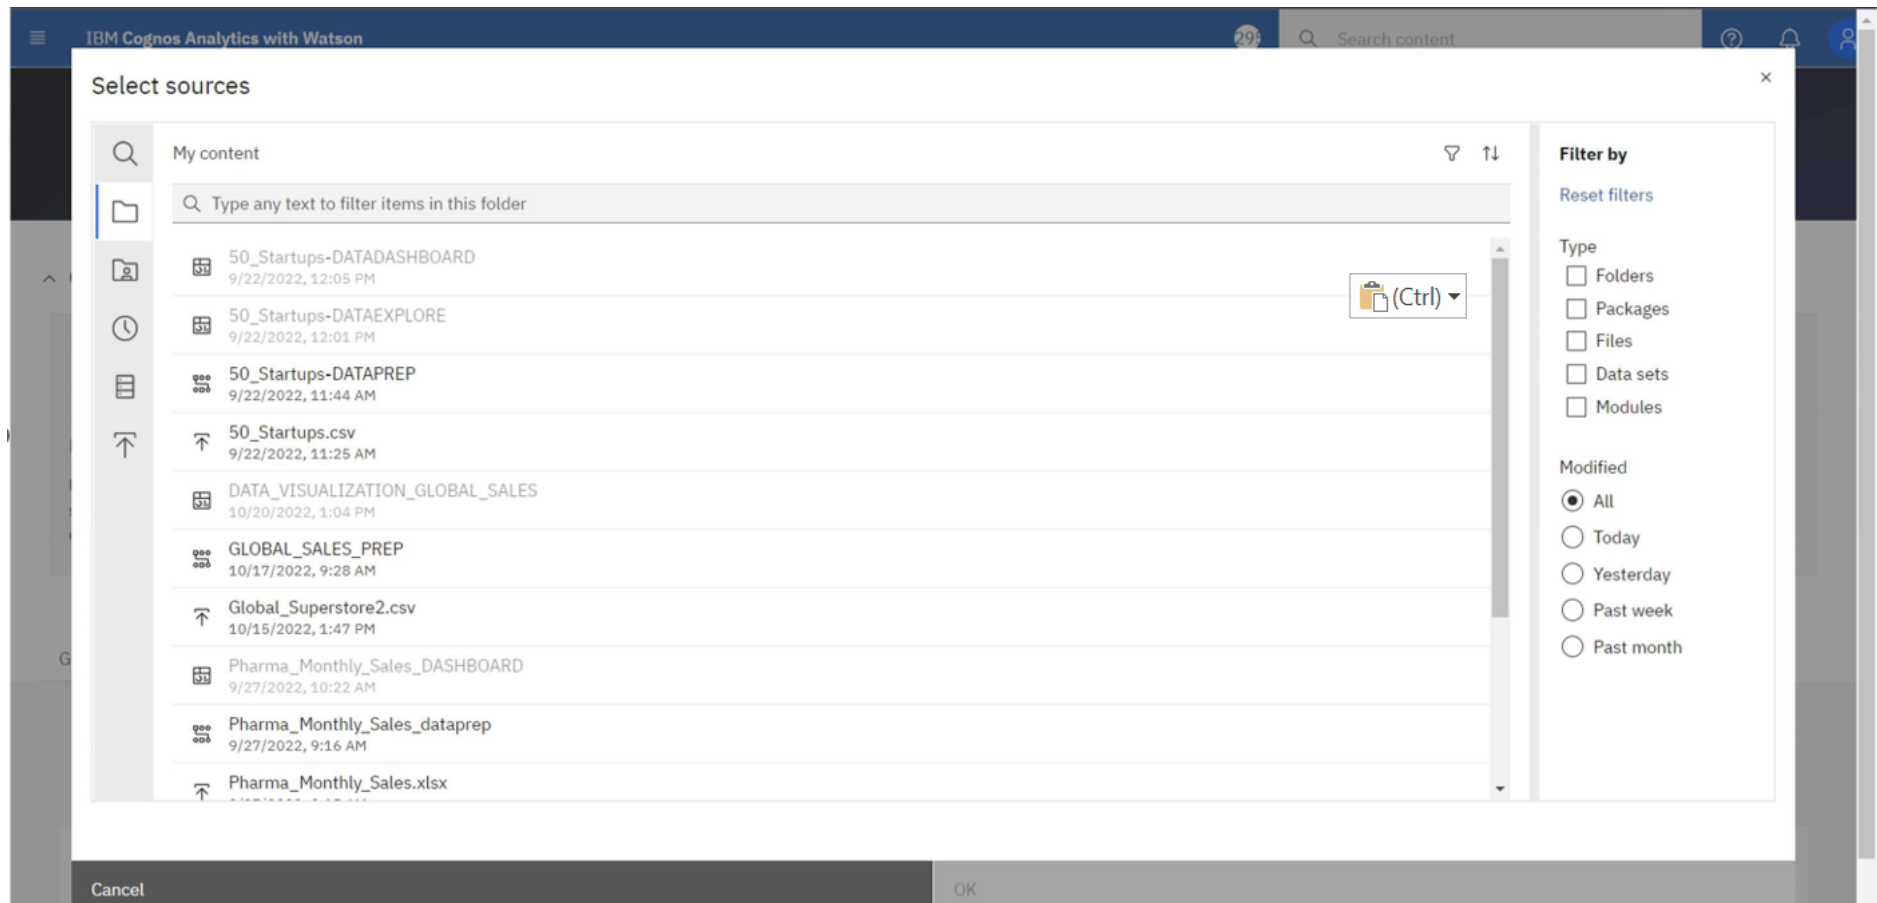 IBM Cognos Analytics with Watson
Search content
Select sources
My content
Type any text to filter items in this folder
50_Startups-DATADASHBOARD
9/22/2022, 12:05 PM
50_Startups-DATAEXPLORE
9/22/2022, 12:01 PM
50_Startups-DATAPREP
9/22/2022, 11:44 AM
50_Startups.csv
9/22/2022, 11:25 AM
DATA_VISUALIZATION_GLOBAL_SALES
10/20/2022, 1:04 PM
GLOBAL_SALES_PREP
10/17/2022, 9:28 AM
Global_Superstore2.csv
10/15/2022, 1:47 PM
Pharma_Monthly_Sales_DASHBOARD
9/27/2022, 10:22 AM
Pharma_Monthly_Sales_dataprep
9/27/2022, 9:16 AM
Pharma_Monthly_Sales.xlsx
(Ctrl)
Filter by
Reset filters
Type
Folders
Packages
Files
Data sets
Modules
Modified
All
Today
Yesterday
Past week
Past month
G
Cancel
OK